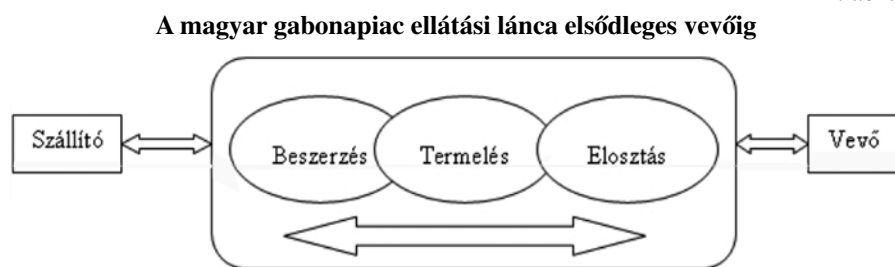 A magyar gabonapiac ellátási lánca elsődleges vevőig
Szállító
Beszerzés
Termelés
Elosztás
Vevő